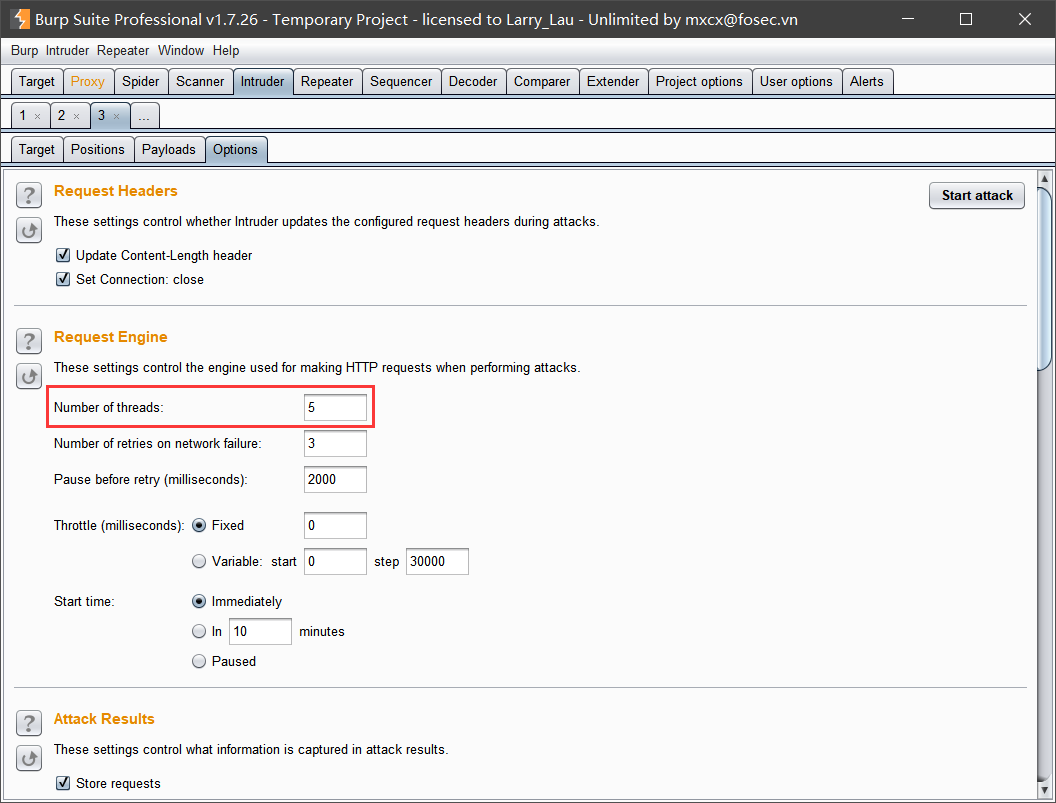 Burp Suite Professional v1.7.26 - Temporary Project - licensed to Larry_Lau - Unlimited by mxcx@fosec.vn
Burp Intruder Repeater Window Help
Target Proxy Spider Scanner Intruder Repeater Sequencer Decoder Comparer Extender Project options User options Alerts
1 × 2 × 3 × ...
Target Positions Payloads Options
? Request Headers Start attack
These settings control whether Intruder updates the configured request headers during attacks.
Update Content-Length header
Set Connection: close
? Request Engine
These settings control the engine used for making HTTP requests when performing attacks.
Number of threads: 5
Number of retries on network failure: 3
Pause before retry (milliseconds): 2000
Throttle (milliseconds): Fixed 0
Variable: start 0 step 30000
Start time: Immediately
In 10 minutes
Paused
? Attack Results
These settings control what information is captured in attack results.
Store requests